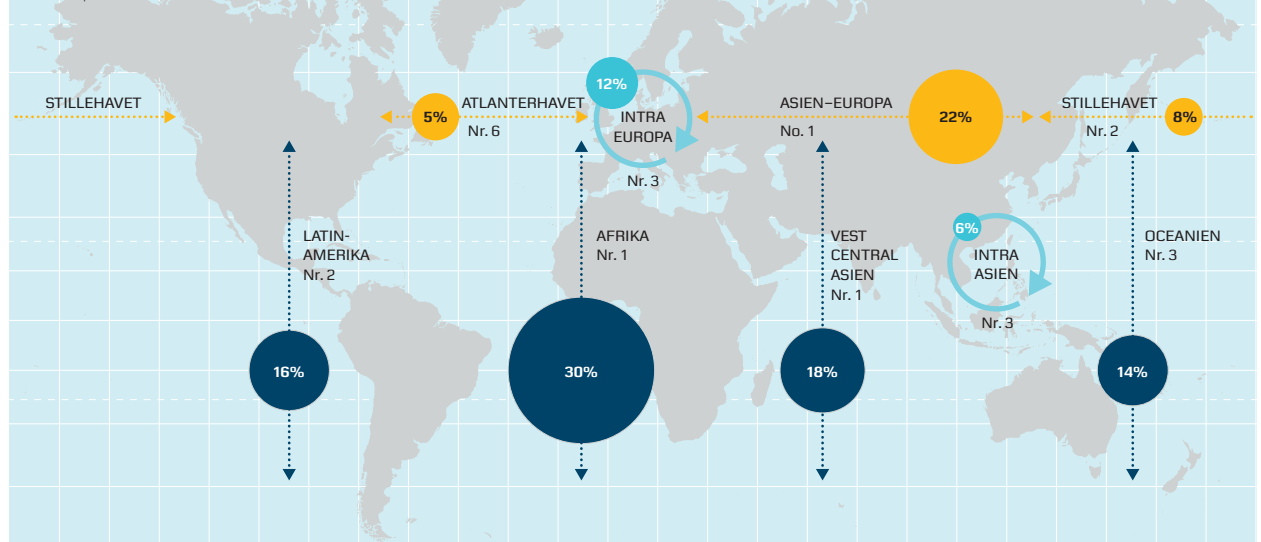 STILLEHAVET
5%
ATLANTERHAVET
Nr. 6
12%
INTRA
EUROPA
Nr. 3
ASIEN–EUROPA
No. 1
22%
STILLEHAVET
Nr. 2
8%
LATIN-
AMERIKA
Nr. 2
16%
AFRIKA
Nr. 1
30%
VEST
CENTRAL
ASIEN
Nr. 1
18%
6%
INTRA
ASIEN
Nr. 3
OCEANIEN
Nr. 3
14%